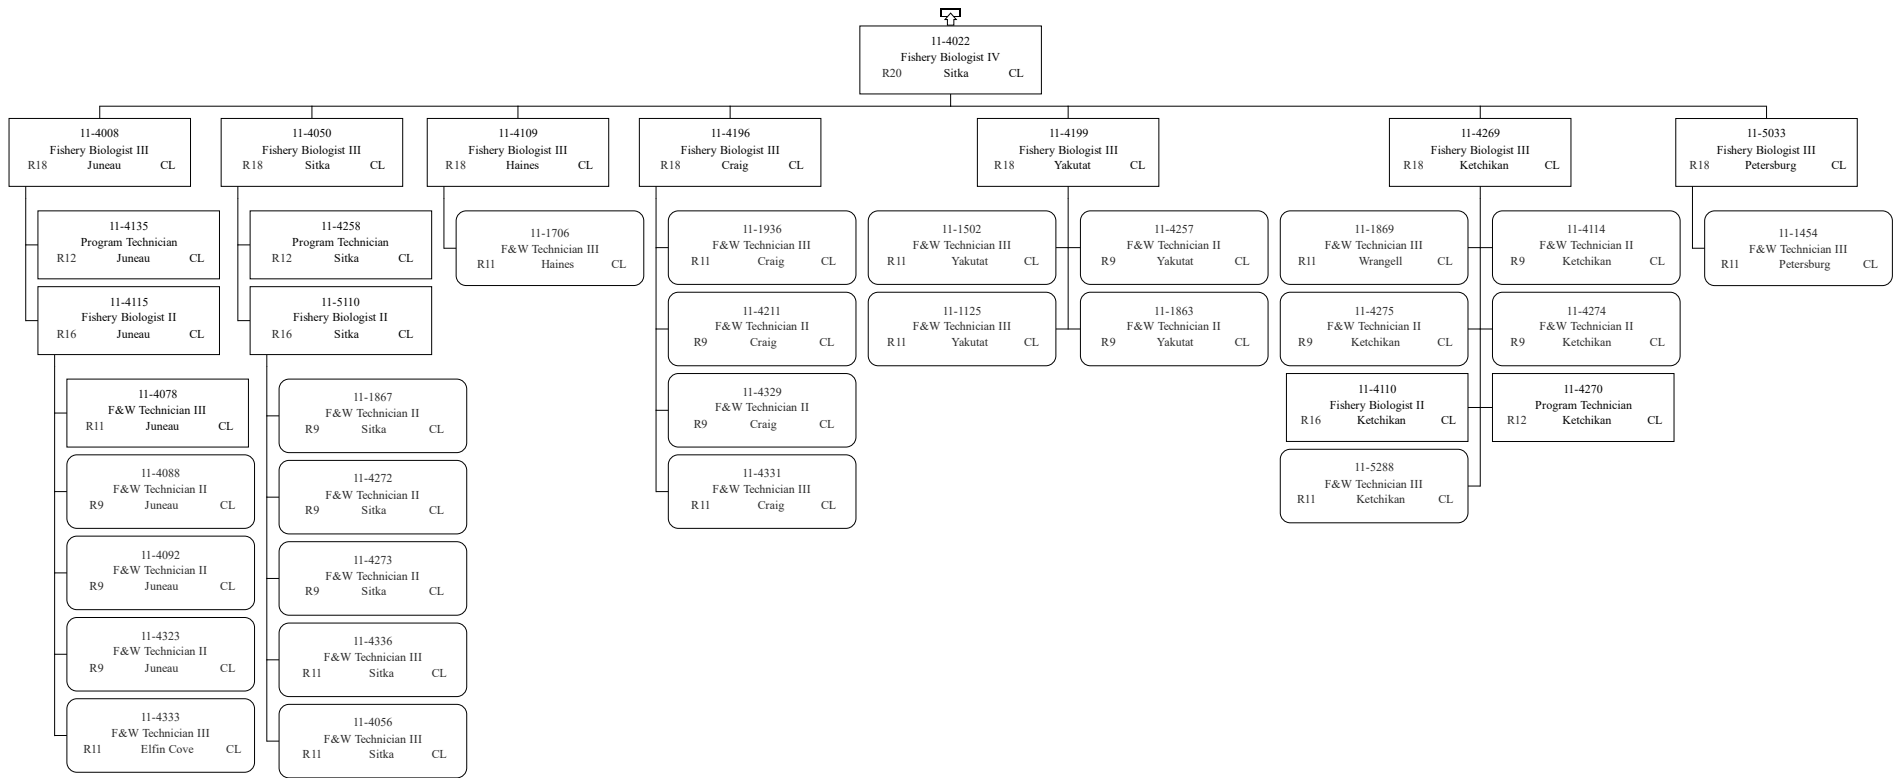 11-4022
Fishery Biologist IV
R20 Sitka CL
11-4008
Fishery Biologist III
R18 Juneau CL
11-4135
Program Technician
R12 Juneau CL
11-4115
Fishery Biologist II
R16 Juneau CL
11-4078
F&W Technician III
R11 Juneau CL
11-4088
F&W Technician II
R9 Juneau CL
11-4092
F&W Technician II
R9 Juneau CL
11-4323
F&W Technician II
R9 Juneau CL
11-4333
F&W Technician III
R11 Elfin Cove CL
11-4050
Fishery Biologist III
R18 Sitka CL
11-4258
Program Technician
R12 Sitka CL
11-5110
Fishery Biologist II
R16 Sitka CL
11-1867
F&W Technician II
R9 Sitka CL
11-4272
F&W Technician II
R9 Sitka CL
11-4273
F&W Technician II
R9 Sitka CL
11-4336
F&W Technician III
R11 Sitka CL
11-4056
F&W Technician III
R11 Sitka CL
11-4109
Fishery Biologist III
R18 Haines CL
11-1706
F&W Technician III
R11 Haines CL
11-4196
Fishery Biologist III
R18 Craig CL
11-1936
F&W Technician III
R11 Craig CL
11-4211
F&W Technician II
R9 Craig CL
11-4329
F&W Technician II
R9 Craig CL
11-4331
F&W Technician III
R11 Craig CL
11-4199
Fishery Biologist III
R18 Yakutat CL
11-1502
F&W Technician III
R11 Yakutat CL
11-4257
F&W Technician II
R9 Yakutat CL
11-1125
F&W Technician III
R11 Yakutat CL
11-1863
F&W Technician II
R9 Yakutat CL
11-4269
Fishery Biologist III
R18 Ketchikan CL
11-1869
F&W Technician III
R11 Wrangell CL
11-4114
F&W Technician II
R9 Ketchikan CL
11-4275
F&W Technician II
R9 Ketchikan CL
11-4274
F&W Technician II
R9 Ketchikan CL
11-4110
Fishery Biologist II
R16 Ketchikan CL
11-4270
Program Technician
R12 Ketchikan CL
11-5288
F&W Technician III
R11 Ketchikan CL
11-5033
Fishery Biologist III
R18 Petersburg CL
11-1454
F&W Technician III
R11 Petersburg CL